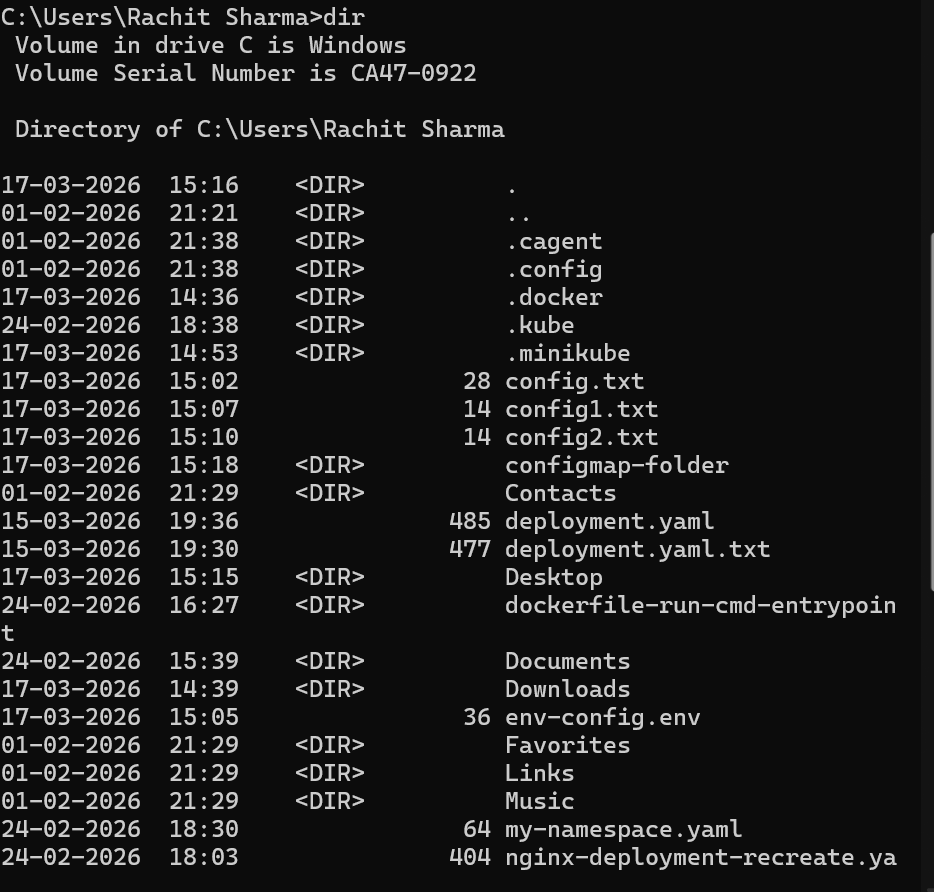 C:\Users\Rachit Sharma>dir
 Volume in drive C is Windows
 Volume Serial Number is CA47-0922

 Directory of C:\Users\Rachit Sharma

17-03-2026  15:16    <DIR>          .
01-02-2026  21:21    <DIR>          ..
01-02-2026  21:38    <DIR>          .cagent
01-02-2026  21:38    <DIR>          .config
17-03-2026  14:36    <DIR>          .docker
24-02-2026  18:38    <DIR>          .kube
17-03-2026  14:53    <DIR>          .minikube
17-03-2026  15:02                28 config.txt
17-03-2026  15:07                14 config1.txt
17-03-2026  15:10                14 config2.txt
17-03-2026  15:18    <DIR>          configmap-folder
01-02-2026  21:29    <DIR>          Contacts
15-03-2026  19:36               485 deployment.yaml
15-03-2026  19:30               477 deployment.yaml.txt
17-03-2026  15:15    <DIR>          Desktop
24-02-2026  16:27    <DIR>          dockerfile-run-cmd-entrypoin
t
24-02-2026  15:39    <DIR>          Documents
17-03-2026  14:39    <DIR>          Downloads
17-03-2026  15:05                36 env-config.env
01-02-2026  21:29    <DIR>          Favorites
01-02-2026  21:29    <DIR>          Links
01-02-2026  21:29    <DIR>          Music
24-02-2026  18:30                64 my-namespace.yaml
24-02-2026  18:03               404 nginx-deployment-recreate.ya